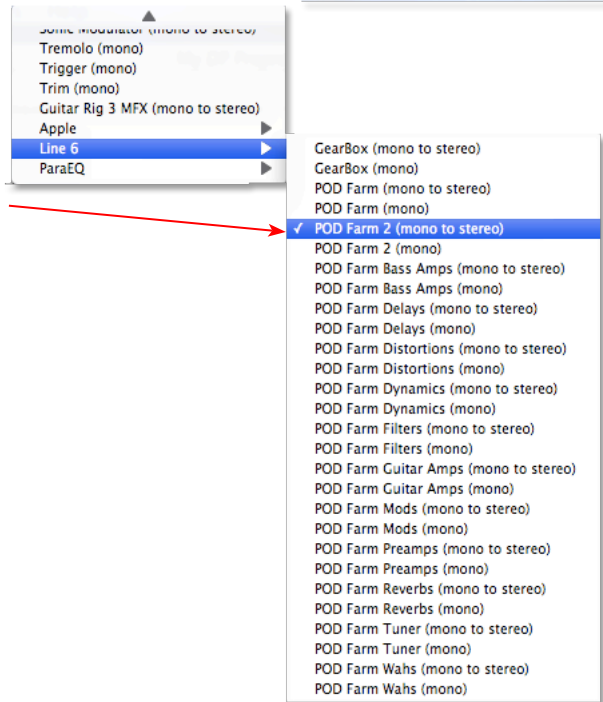 Sonic Modulator (mono to stereo)
Tremolo (mono)
Trigger (mono)
Trim (mono)
Guitar Rig 3 MFX (mono to stereo)
Apple
Line 6
ParaEQ
GearBox (mono to stereo)
GearBox (mono)
POD Farm (mono to stereo)
POD Farm (mono)
✓ POD Farm 2 (mono to stereo)
POD Farm 2 (mono)
POD Farm Bass Amps (mono to stereo)
POD Farm Bass Amps (mono)
POD Farm Delays (mono to stereo)
POD Farm Delays (mono)
POD Farm Distortions (mono to stereo)
POD Farm Distortions (mono)
POD Farm Dynamics (mono to stereo)
POD Farm Dynamics (mono)
POD Farm Filters (mono to stereo)
POD Farm Filters (mono)
POD Farm Guitar Amps (mono to stereo)
POD Farm Guitar Amps (mono)
POD Farm Mods (mono to stereo)
POD Farm Mods (mono)
POD Farm Preamps (mono to stereo)
POD Farm Preamps (mono)
POD Farm Reverbs (mono to stereo)
POD Farm Reverbs (mono)
POD Farm Tuner (mono to stereo)
POD Farm Tuner (mono)
POD Farm Wahs (mono to stereo)
POD Farm Wahs (mono)